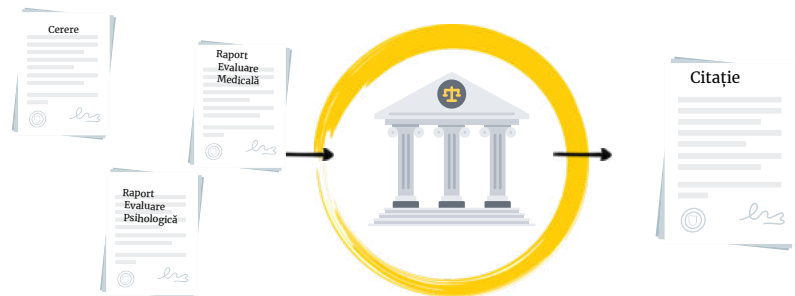 Cerere
Raport
Evaluare
Medicală
Raport
Evaluare
Psihologică
Citație